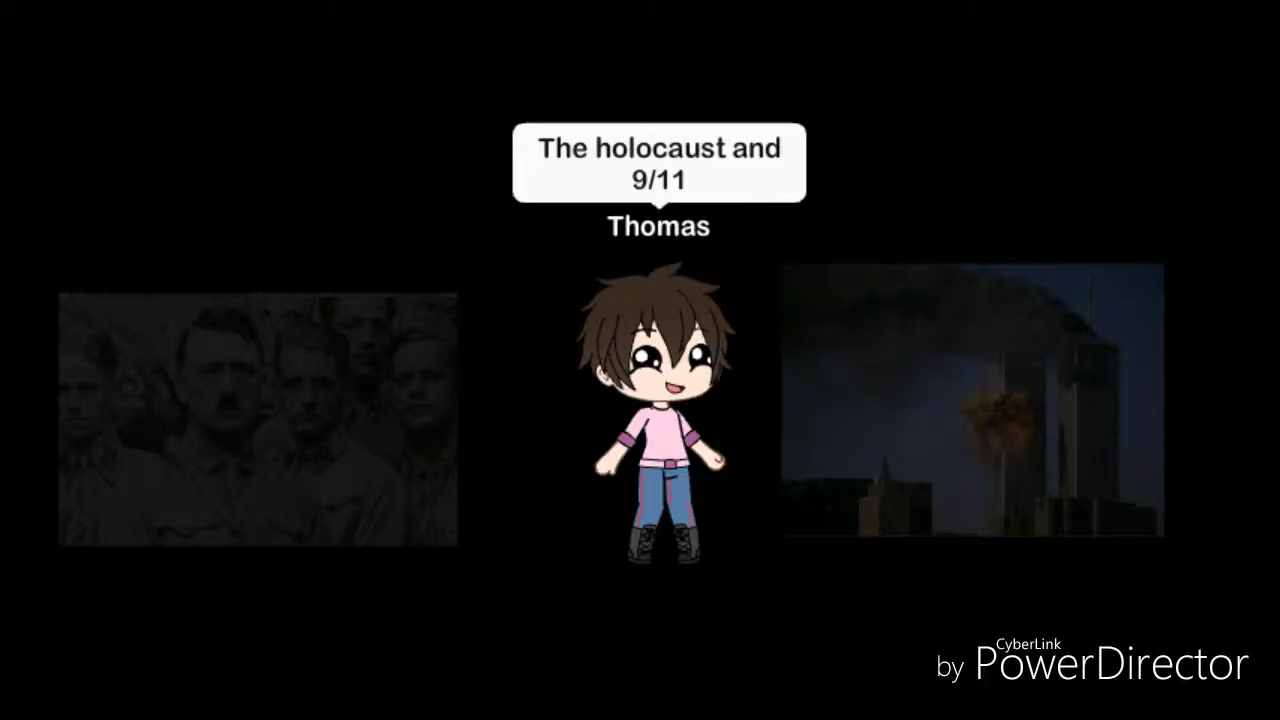 The holocaust and
9/11
Thomas
CyberLink
by PowerDirector